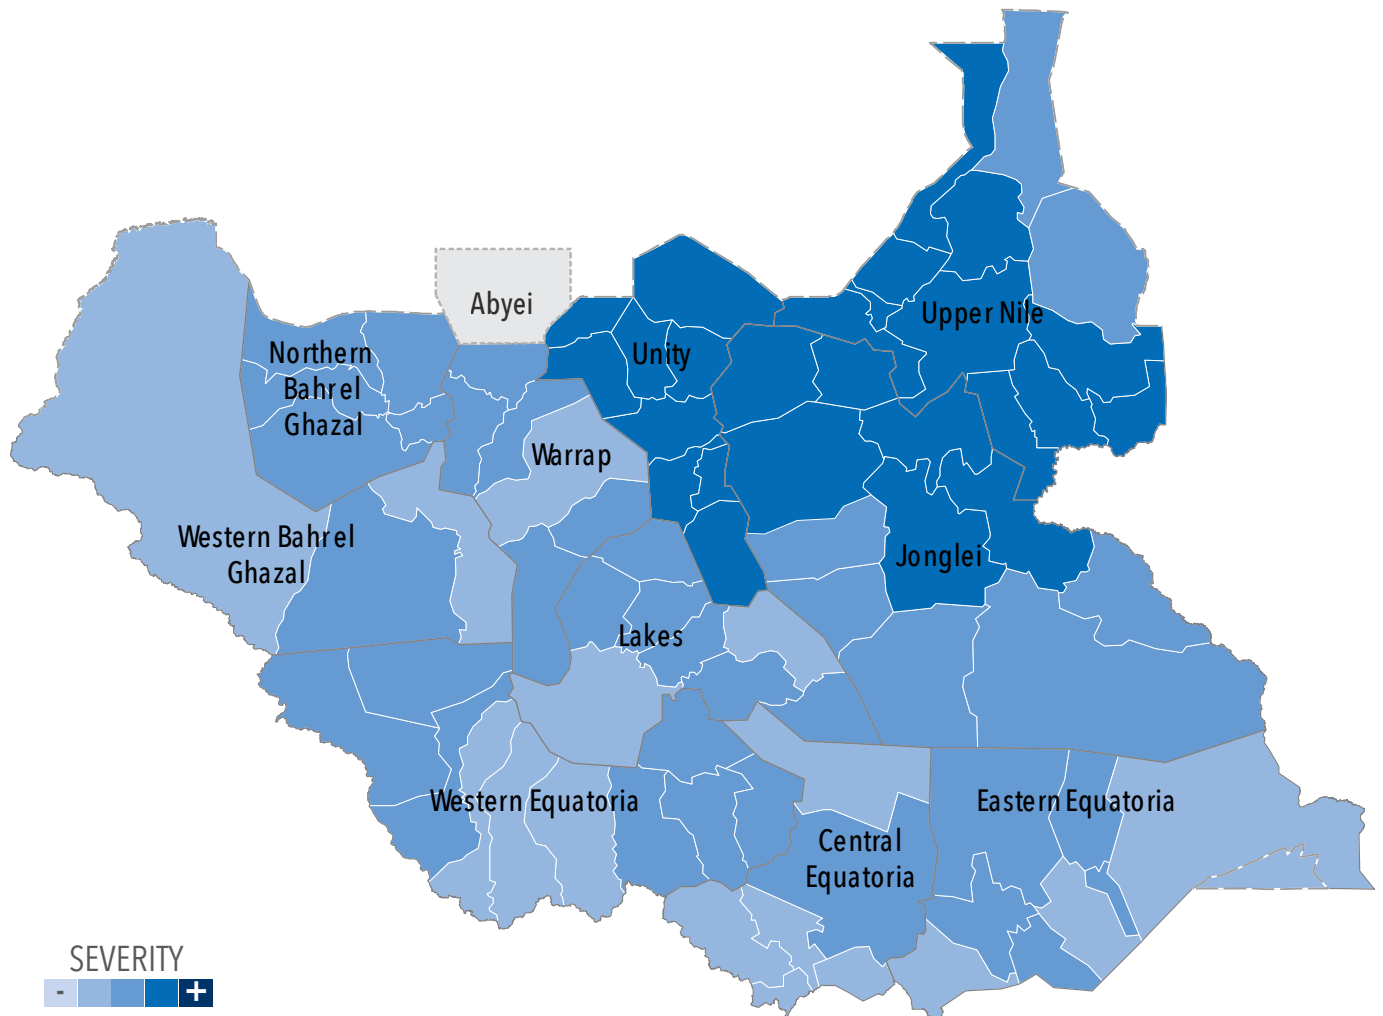 Upper Nile
Abyei
Northern
Bahrel
Ghazal
Unity
Warrap
Western Bahrel
Ghazal
Jonglei
Lakes
Western Equatoria
Eastern Equatoria
Central
Equatoria
SEVERITY
- +